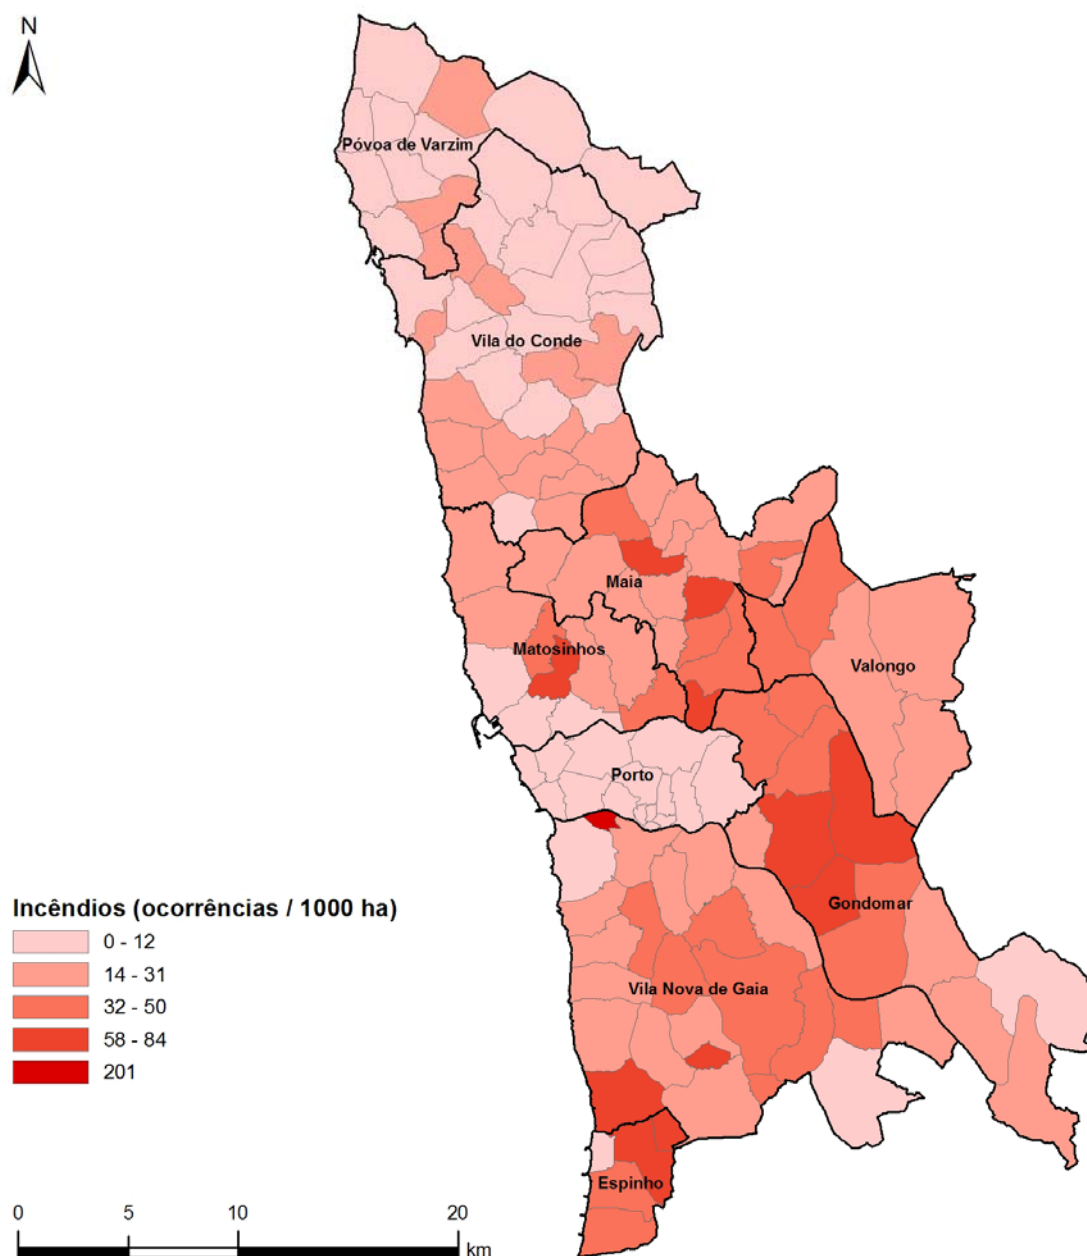 N
Póvoa de Varzim
Vila do Conde
Maia
Matosinhos
Valongo
Porto
Gondomar
Vila Nova de Gaia
Espinho
Incêndios (ocorrências / 1000 ha)
0 - 12
14 - 31
32 - 50
58 - 84
201
0 5 10 20
km